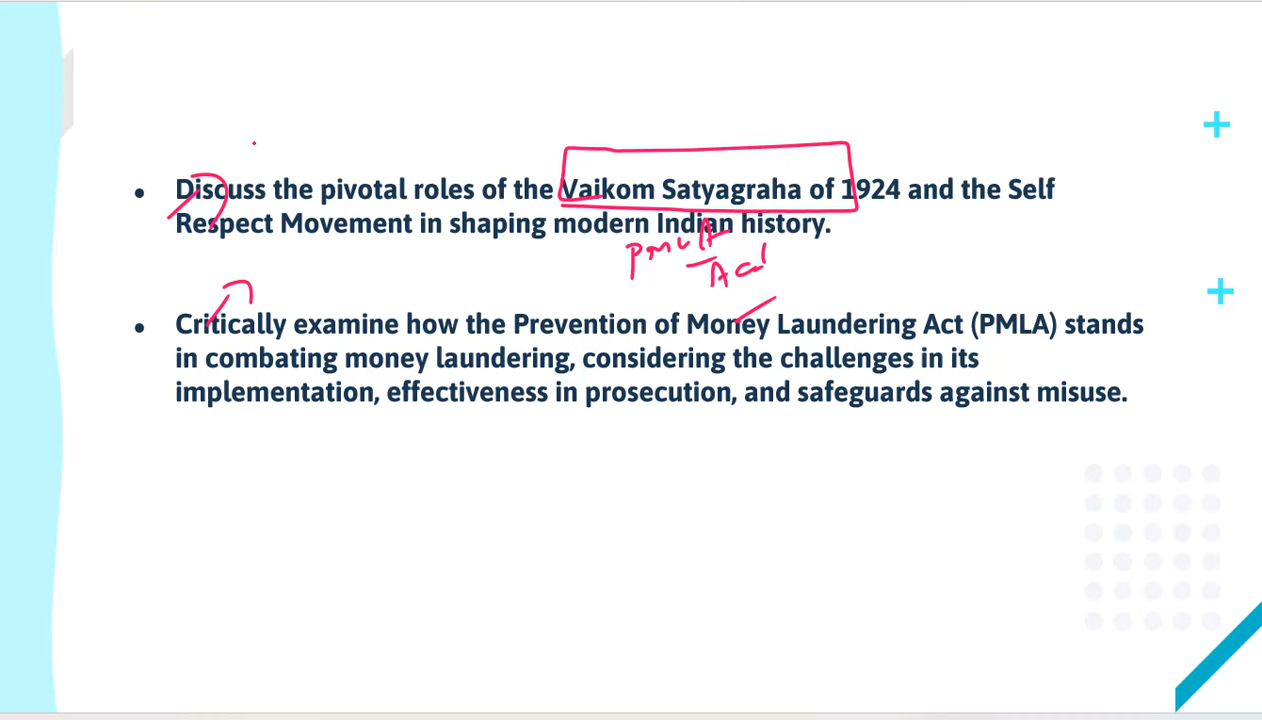 • Discuss the pivotal roles of the Vaikom Satyagraha of 1924 and the Self
Respect Movement in shaping modern Indian history.
PMLA
• Critically examine how the Prevention of Money Laundering Act (PMLA) stands
in combating money laundering, considering the challenges in its
implementation, effectiveness in prosecution, and safeguards against misuse.